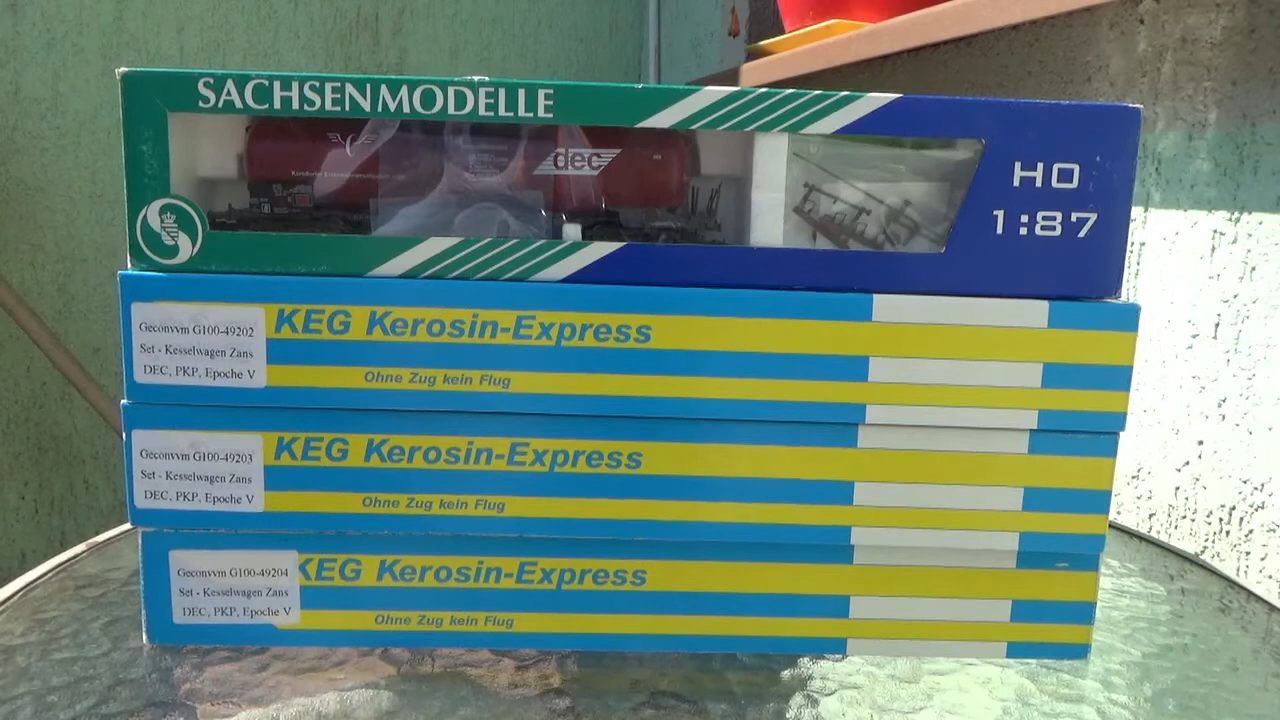 SACHSENMODELLE
dec
HO
1:87
Geconvvm G100-49202
Set - Kesselwagen Zans
DEC, PKP, Epoche V
KEG Kerosin-Express
Ohne Zug kein Flug
Geconvvm G100-49203
Set - Kesselwagen Zans
DEC, PKP, Epoche V
KEG Kerosin-Express
Ohne Zug kein Flug
Geconvvm G100-49204
Set - Kesselwagen Zans
DEC, PKP, Epoche V
KEG Kerosin-Express
Ohne Zug kein Flug